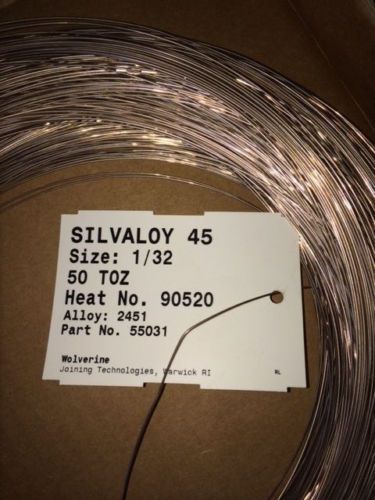 SILVALOY 45
Size: 1/32
50 TOZ
Heat No. 90520
Alloy: 2451
Part No. 55031
Wolverine
Joining Technologies, Warwick RI
RL